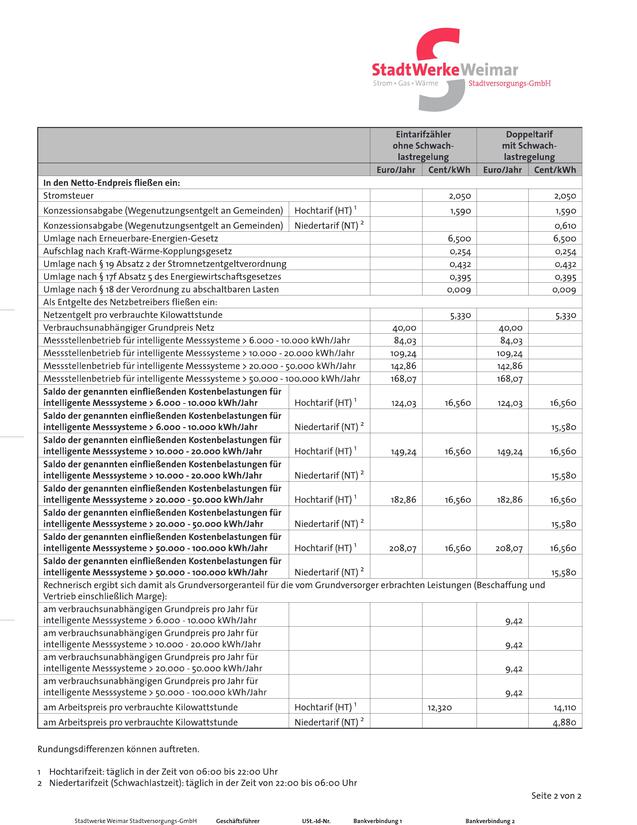 StadtWerkeWeimar
Strom • Gas • Wärme Stadtversorgungs-GmbH
Eintarifzähler ohne Schwach-lastregelung Doppeltarif mit Schwach-lastregelung
Euro/Jahr Cent/kWh Euro/Jahr Cent/kWh
In den Netto-Endpreis fließen ein:
Stromsteuer 2,050 2,050
Konzessionsabgabe (Wegenutzungsentgelt an Gemeinden) Hochtarif (HT) 1 1,590 1,590
Konzessionsabgabe (Wegenutzungsentgelt an Gemeinden) Niedertarif (NT) 2 0,610
Umlage nach Erneuerbare-Energien-Gesetz 6,500 6,500
Aufschlag nach Kraft-Wärme-Kopplungsgesetz 0,254 0,254
Umlage nach § 19 Absatz 2 der Stromnetzentgeltverordnung 0,432 0,432
Umlage nach § 17f Absatz 5 des Energiewirtschaftsgesetzes 0,395 0,395
Umlage nach § 18 der Verordnung zu abschaltbaren Lasten 0,009 0,009
Als Entgelte des Netzbetreibers fließen ein:
Netzentgelt pro verbrauchte Kilowattstunde 5,330 5,330
Verbrauchsunabhängiger Grundpreis Netz 40,00 40,00
Messstellenbetrieb für intelligente Messsysteme > 6.000 - 10.000 kWh/Jahr 84,03 84,03
Messstellenbetrieb für intelligente Messsysteme > 10.000 - 20.000 kWh/Jahr 109,24 109,24
Messstellenbetrieb für intelligente Messsysteme > 20.000 - 50.000 kWh/Jahr 142,86 142,86
Messstellenbetrieb für intelligente Messsysteme > 50.000 - 100.000 kWh/Jahr 168,07 168,07
Saldo der genannten einfließenden Kostenbelastungen für
intelligente Messsysteme > 6.000 - 10.000 kWh/Jahr Hochtarif (HT) 1 124,03 16,560 124,03 16,560
Saldo der genannten einfließenden Kostenbelastungen für
intelligente Messsysteme > 6.000 - 10.000 kWh/Jahr Niedertarif (NT) 2 15,580
Saldo der genannten einfließenden Kostenbelastungen für
intelligente Messsysteme > 10.000 - 20.000 kWh/Jahr Hochtarif (HT) 1 149,24 16,560 149,24 16,560
Saldo der genannten einfließenden Kostenbelastungen für
intelligente Messsysteme > 10.000 - 20.000 kWh/Jahr Niedertarif (NT) 2 15,580
Saldo der genannten einfließenden Kostenbelastungen für
intelligente Messsysteme > 20.000 - 50.000 kWh/Jahr Hochtarif (HT) 1 182,86 16,560 182,86 16,560
Saldo der genannten einfließenden Kostenbelastungen für
intelligente Messsysteme > 20.000 - 50.000 kWh/Jahr Niedertarif (NT) 2 15,580
Saldo der genannten einfließenden Kostenbelastungen für
intelligente Messsysteme > 50.000 - 100.000 kWh/Jahr Hochtarif (HT) 1 208,07 16,560 208,07 16,560
Saldo der genannten einfließenden Kostenbelastungen für
intelligente Messsysteme > 50.000 - 100.000 kWh/Jahr Niedertarif (NT) 2 15,580
Rechnerisch ergibt sich damit als Grundversorgeranteil für die vom Grundversorger erbrachten Leistungen (Beschaffung und
Vertrieb einschließlich Marge):
am verbrauchsunabhängigen Grundpreis pro Jahr für
intelligente Messsysteme > 6.000 - 10.000 kWh/Jahr 9,42
am verbrauchsunabhängigen Grundpreis pro Jahr für
intelligente Messsysteme > 10.000 - 20.000 kWh/Jahr 9,42
am verbrauchsunabhängigen Grundpreis pro Jahr für
intelligente Messsysteme > 20.000 - 50.000 kWh/Jahr 9,42
am verbrauchsunabhängigen Grundpreis pro Jahr für
intelligente Messsysteme > 50.000 - 100.000 kWh/Jahr 9,42
am Arbeitspreis pro verbrauchte Kilowattstunde Hochtarif (HT) 1 12,320 14,110
am Arbeitspreis pro verbrauchte Kilowattstunde Niedertarif (NT) 2 4,880
Rundungsdifferenzen können auftreten.
1 Hochtarifzeit: täglich in der Zeit von 06:00 bis 22:00 Uhr
2 Niedertarifzeit (Schwachlastzeit): täglich in der Zeit von 22:00 bis 06:00 Uhr
Seite 2 von 2
Stadtwerke Weimar Stadtversorgungs-GmbH Geschäftsführer USt.-Id-Nr. Bankverbindung 1 Bankverbindung 2